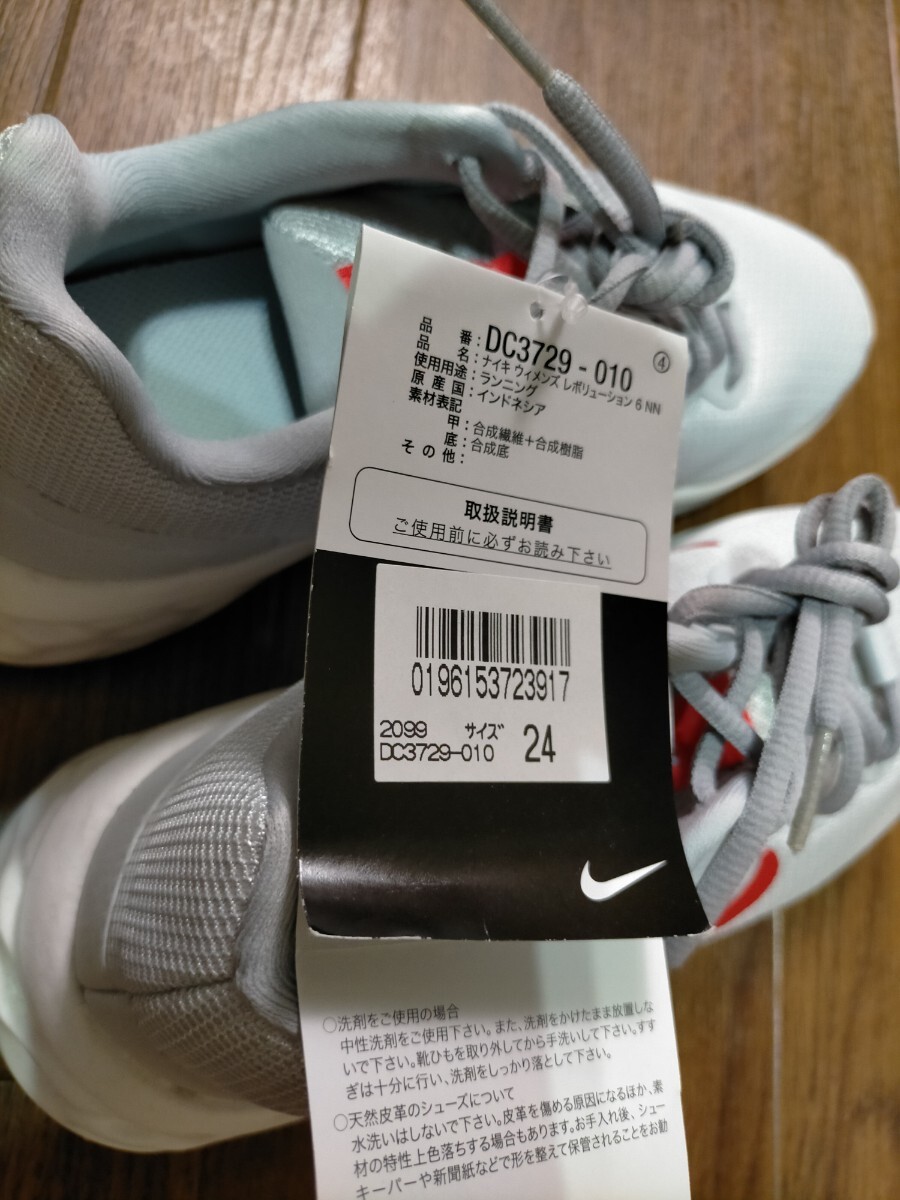 ④
品 番：DC3729 - 010
品 名：ナイキ ウィメンズ レボリューション 6 NN
使用用途：ランニング
原 産 国：インドネシア
素材表記
甲：合成繊維＋合成樹脂
底：合成底
そ の 他：
取扱説明書
ご使用前に必ずお読み下さい
0196153723917
2099 サイズ 24
DC3729-010
○洗剤をご使用の場合
中性洗剤をご使用下さい。また、洗剤をかけたまま放置しな
いで下さい。靴ひもを取り外してから手洗いして下さい。すす
ぎは十分に行い、洗剤をしっかり落として下さい。
○天然皮革のシューズについて
水洗いはしないで下さい。皮革を傷める原因になるほか、素
材の特性上色落ちする場合もあります。お手入れ後、シュー
キーパーや新聞紙などで形を整えて保管されることをお勧